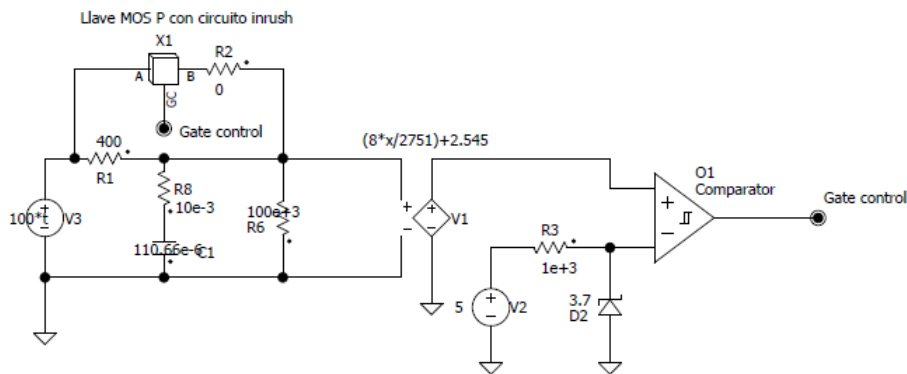 Llave MOS P con circuito inrush
X1
A
B
GC
R2
0
Gate control
400
R1
R8
10e-3
110.66e-6
C1
100e+3
R6
100*t
V3
(8*x/2751)+2.545
V1
R3
1e+3
5
V2
3.7
D2
O1
Comparator
Gate control